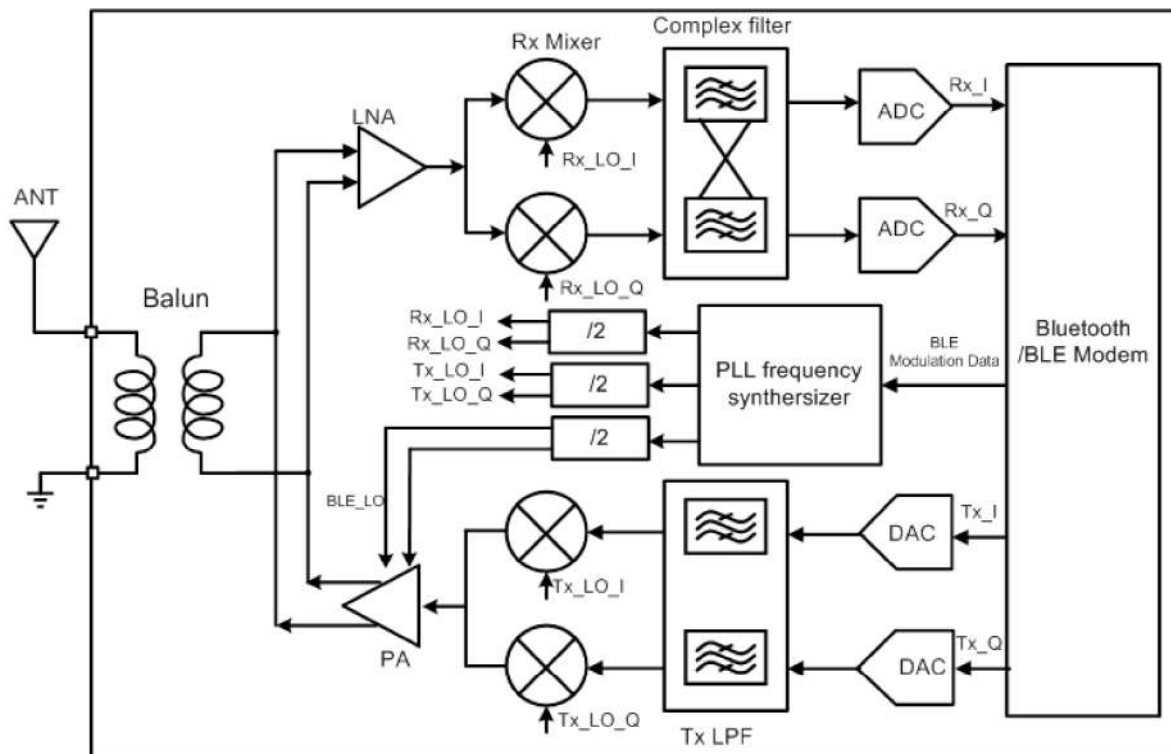 Complex filter
Rx Mixer
LNA
ADC
Rx_I
Rx_LO_I
ANT
ADC
Rx_Q
Rx_LO_Q
Balun
Rx_LO_I
Rx_LO_Q
/2
Tx_LO_I
Tx_LO_Q
/2
/2
PLL frequency
synthersizer
BLE
Modulation Data
Bluetooth
/BLE Modem
BLE_LO
DAC
Tx_I
Tx_LO_I
PA
DAC
Tx_Q
Tx_LO_Q
Tx LPF